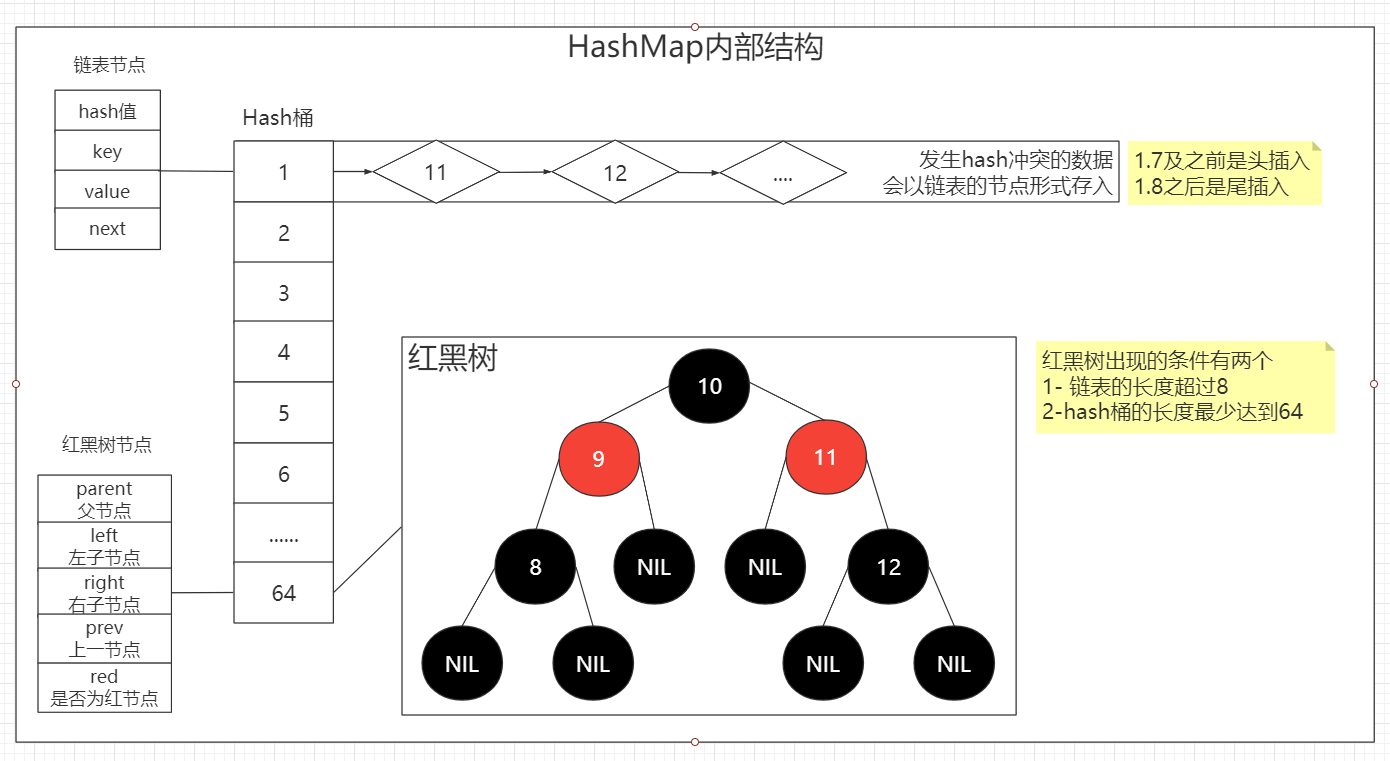 HashMap内部结构
链表节点
hash值
key
value
next
Hash桶
1
2
3
4
5
6
......
64
11
12
....
发生hash冲突的数据
会以链表的节点形式存入
1.7及之前是头插入
1.8之后是尾插入
红黑树
10
9
11
8
NIL
NIL
12
NIL
NIL
NIL
NIL
红黑树出现的条件有两个
1- 链表的长度超过8
2-hash桶的长度最少达到64
红黑树节点
parent
父节点
left
左子节点
right
右子节点
prev
上一节点
red
是否为红节点